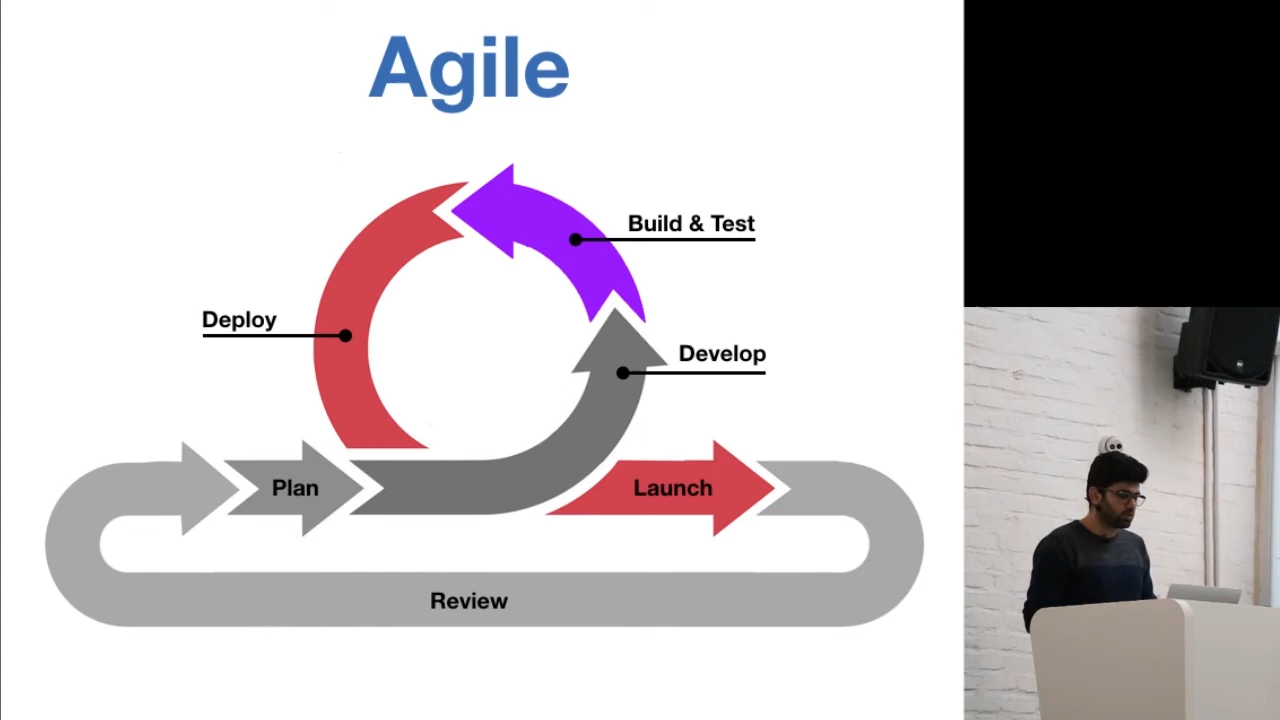 Agile
Build & Test
Deploy
Develop
Plan
Launch
Review